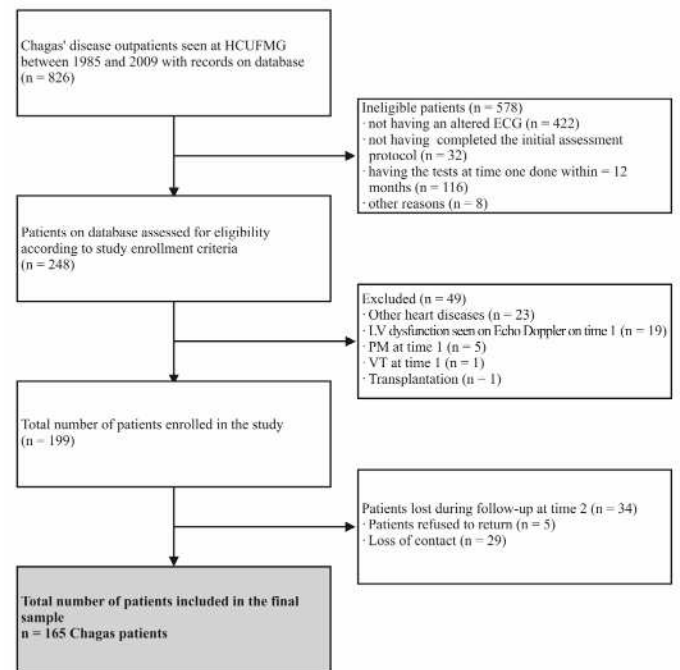 Chagas' disease outpatients seen at HCUFMG
between 1985 and 2009 with records on database
(n = 826)
Ineligible patients (n = 578)
· not having an altered ECG (n = 422)
· not having completed the initial assessment
protocol (n = 32)
· having the tests at time one done within = 12
months (n = 116)
· other reasons (n = 8)
Patients on database assessed for eligibility
according to study enrollment criteria
(n = 248)
Excluded (n = 49)
· Other heart diseases (n = 23)
· LV dysfunction seen on Echo Doppler on time 1 (n = 19)
· PM at time 1 (n = 5)
· VT at time 1 (n = 1)
· Transplantation (n = 1)
Total number of patients enrolled in the study
(n = 199)
Patients lost during follow-up at time 2 (n = 34)
· Patients refused to return (n = 5)
· Loss of contact (n = 29)
Total number of patients included in the final
sample
n = 165 Chagas patients